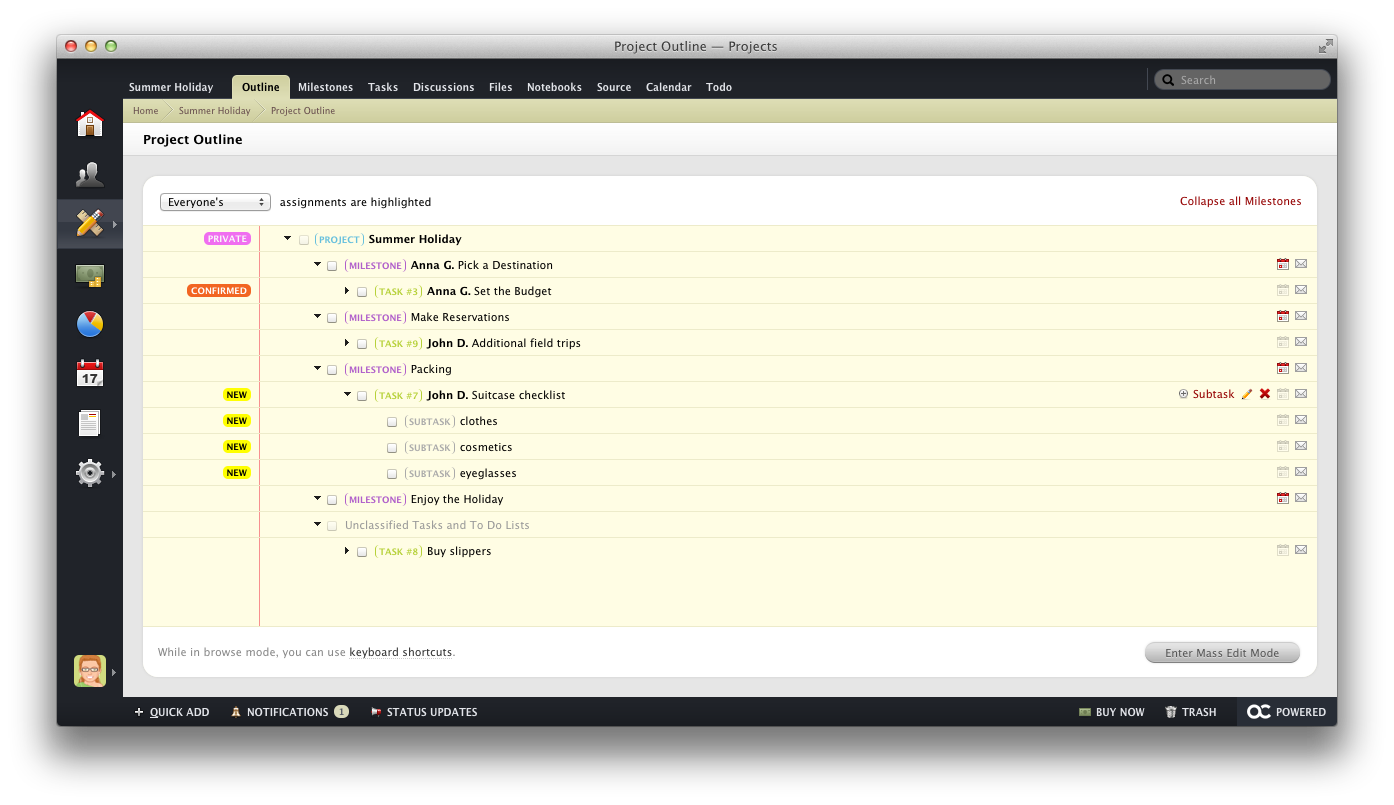 Project Outline — Projects
Summer Holiday Outline Milestones Tasks Discussions Files Notebooks Source Calendar Todo Search
Home Summer Holiday Project Outline
Project Outline
Everyone's assignments are highlighted Collapse all Milestones
PRIVATE (PROJECT) Summer Holiday
(MILESTONE) Anna G. Pick a Destination
CONFIRMED (TASK #3) Anna G. Set the Budget
(MILESTONE) Make Reservations
(TASK #9) John D. Additional field trips
(MILESTONE) Packing
NEW (TASK #7) John D. Suitcase checklist Subtask
NEW (SUBTASK) clothes
NEW (SUBTASK) cosmetics
NEW (SUBTASK) eyeglasses
(MILESTONE) Enjoy the Holiday
Unclassified Tasks and To Do Lists
(TASK #8) Buy slippers
17
While in browse mode, you can use keyboard shortcuts. Enter Mass Edit Mode
QUICK ADD NOTIFICATIONS 1 STATUS UPDATES BUY NOW TRASH OC POWERED